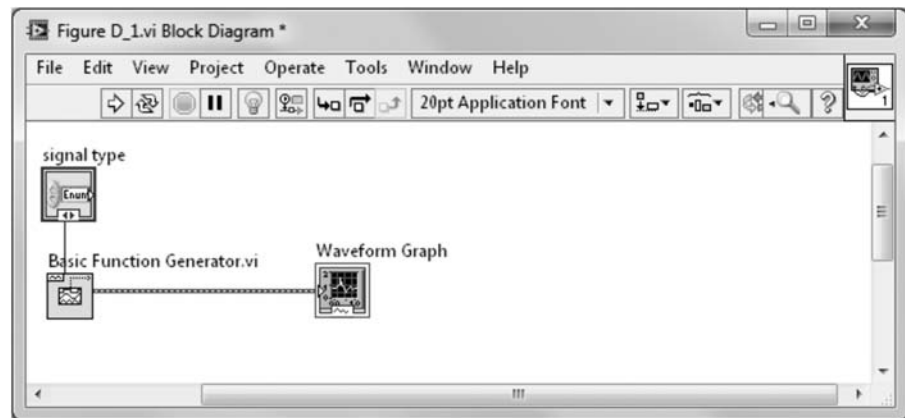 Figure D_1.vi Block Diagram *
File Edit View Project Operate Tools Window Help
20pt Application Font
?
1
signal type
Enum
Basic Function Generator.vi
Waveform Graph